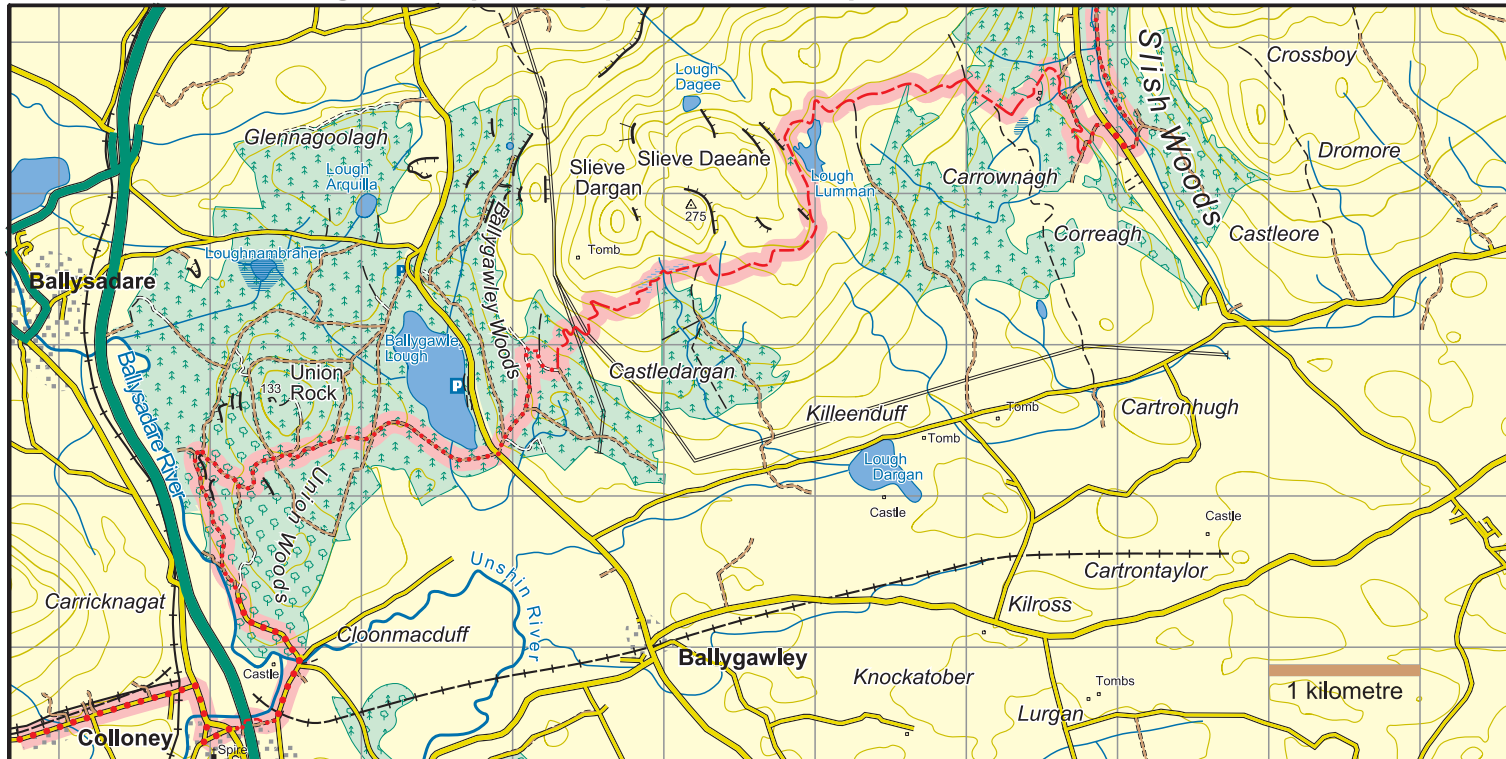 Slish Woods
Crossboy
Lough
Dagee
Glennagoolagh
Slieve Daeane
Dromore
Slieve
Dargan
Lough
Arquilla
Lough
Lumman
Carrownagh
275
Ballygawley Woods
Correagh
Castleore
Tomb
Loughnambraher
P
Ballysadare
Ballygawley
Lough
Ballysadare River
Union
Rock
133
P
Castledargan
Killeenduff
Tomb
Cartronhugh
Tomb
Lough
Dargan
Union Woods
Castle
Castle
Unshin River
Cartrontaylor
Carricknagat
Kilross
Cloonmacduff
Castle
Ballygawley
Knockatober
Tombs
1 kilometre
Lurgan
Colloney
Spire